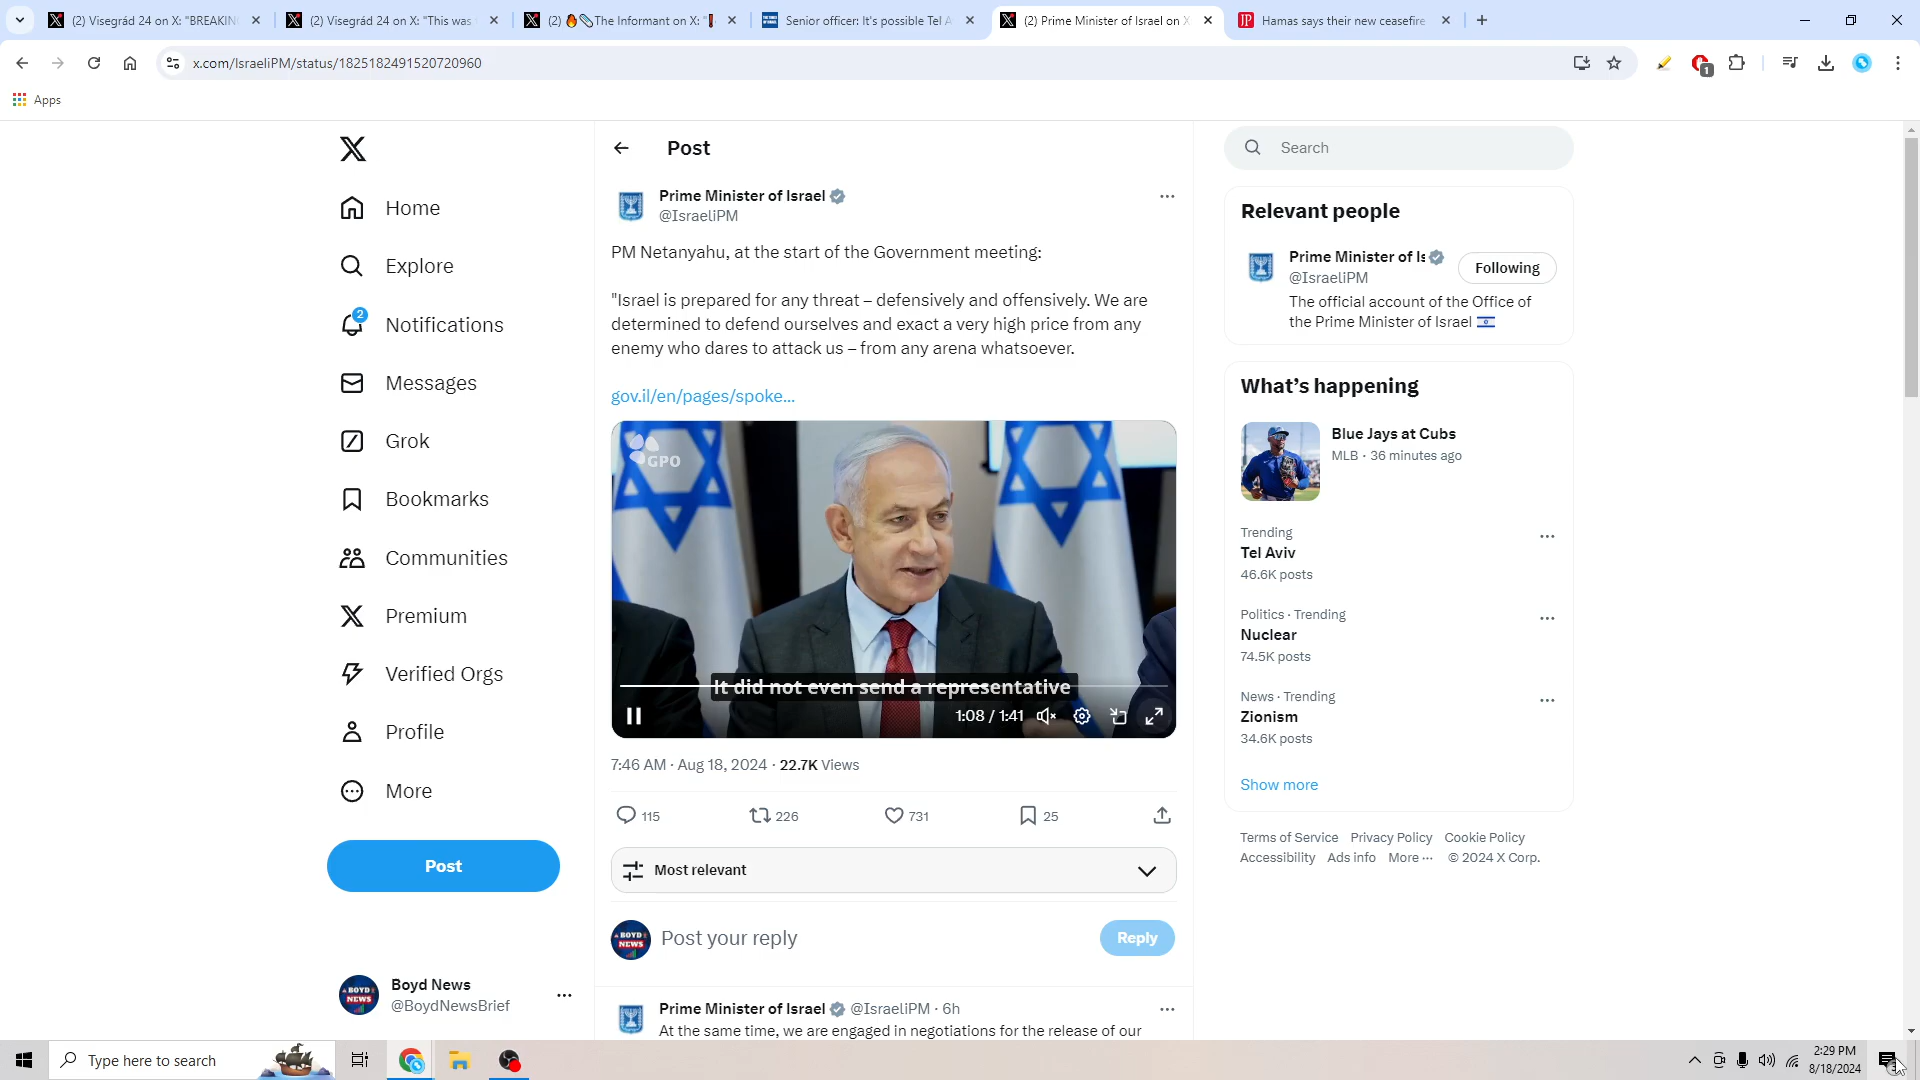 (2) Visegrád 24 on X: "BREAKIN
(2) Visegrád 24 on X: "This was
(2) 🔥📎The Informant on X: "
Senior officer: It's possible Tel A
(2) Prime Minister of Israel on X
JP Hamas says their new ceasefire
x.com/IsraeliPM/status/1825182491520720960
1
Apps
Home
Explore
2
Notifications
Messages
Grok
Bookmarks
Communities
Premium
Verified Orgs
Profile
More
Post
BOYD NEWS
Boyd News
@BoydNewsBrief
Post
Prime Minister of Israel
@IsraeliPM
PM Netanyahu, at the start of the Government meeting:
"Israel is prepared for any threat – defensively and offensively. We are
determined to defend ourselves and exact a very high price from any
enemy who dares to attack us – from any arena whatsoever.
gov.il/en/pages/spoke...
GPO
It did not even send a representative
1:08 / 1:41
7:46 AM · Aug 18, 2024 · 22.7K Views
115 226 731 25
Most relevant
BOYD NEWS
Post your reply
Reply
Prime Minister of Israel @IsraeliPM · 6h
At the same time, we are engaged in negotiations for the release of our
Search
Relevant people
Prime Minister of Is
@IsraeliPM
Following
The official account of the Office of
the Prime Minister of Israel 🇮🇱
What's happening
Blue Jays at Cubs
MLB · 36 minutes ago
Trending
Tel Aviv
46.6K posts
Politics · Trending
Nuclear
74.5K posts
News · Trending
Zionism
34.6K posts
Show more
Terms of Service Privacy Policy Cookie Policy
Accessibility Ads info More ··· © 2024 X Corp.
Type here to search
2:29 PM
8/18/2024